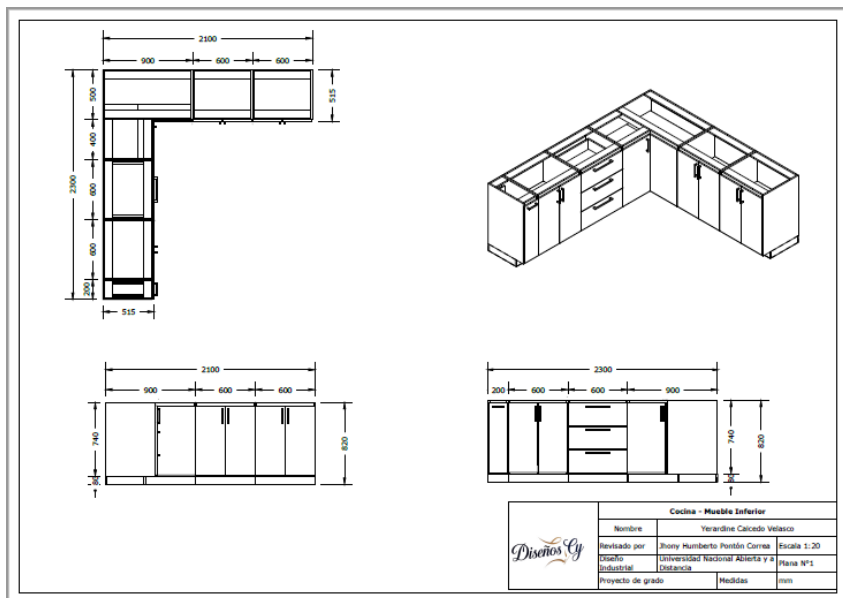 2100
900 600 600
2300
500
400
600
600
200
515
515
2100
900 600 600
740
80
820
2300
200 600 600 900
740
80
820
Diseños Cy
Cocina - Mueble Inferior
Nombre Yerardine Caicedo Velasco
Revisado por Jhony Humberto Pontón Correa Escala 1:20
Diseño Industrial Universidad Nacional Abierta y a Distancia Plana N°1
Proyecto de grado Medidas mm